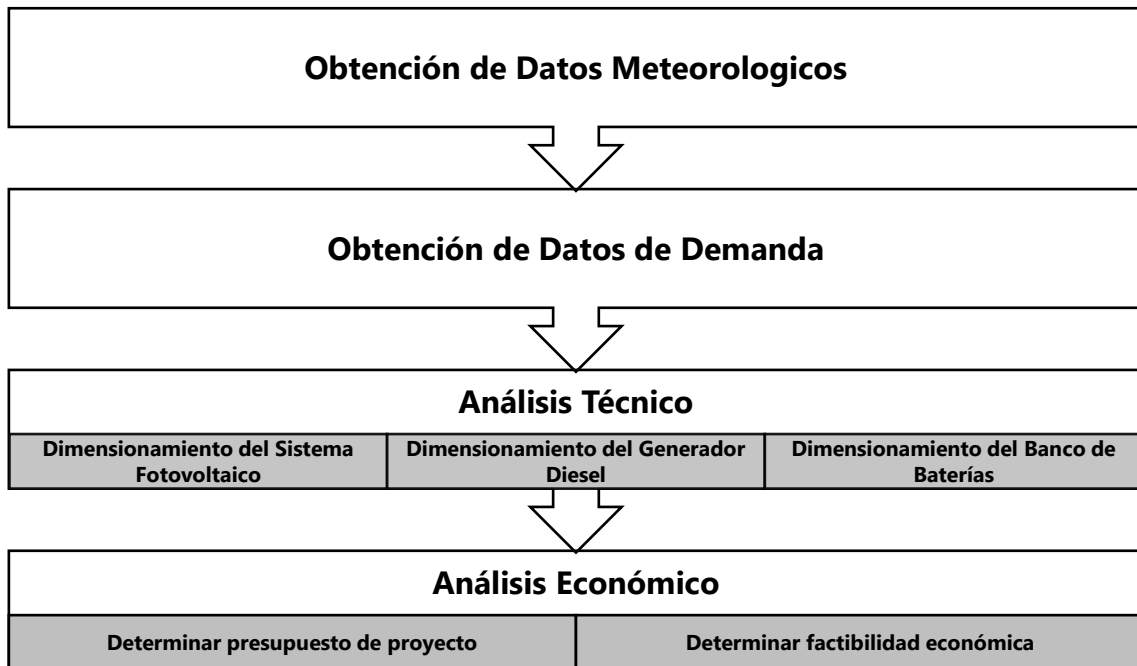 Obtención de Datos Meteorologicos
Obtención de Datos de Demanda
Análisis Técnico
Dimensionamiento del Sistema
Fotovoltaico
Dimensionamiento del Generador
Diesel
Dimensionamiento del Banco de
Baterías
Análisis Económico
Determinar presupuesto de proyecto
Determinar factibilidad económica